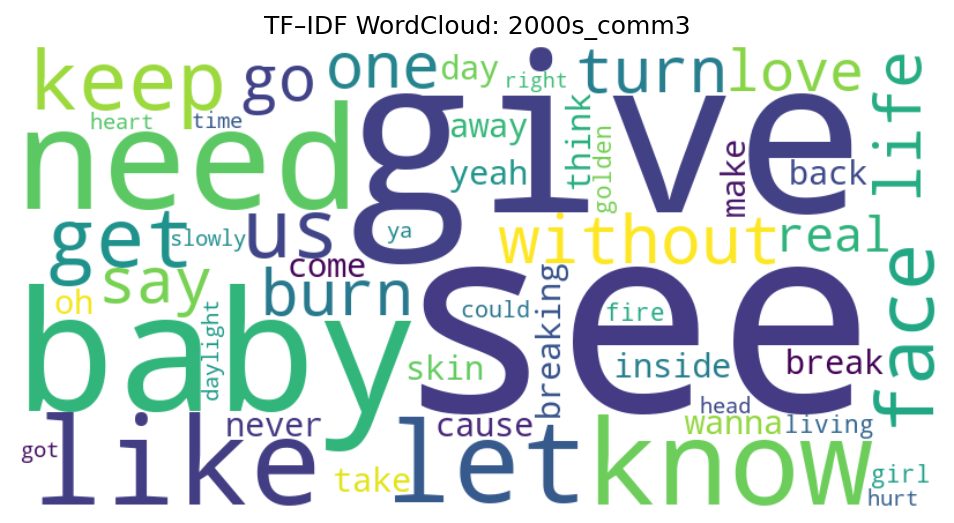 TF–IDF WordCloud: 2000s_comm3
keep
go
one
day
right
turn
love
life
heart
time
need
give
away
think
golden
yeah
make
back
get
slowly
us
ya
without
real
say
come
oh
burn
could
breaking
fire
face
baby
see
daylight
skin
inside
break
like
never
cause
let
head
wanna
living
know
got
take
girl
hurt